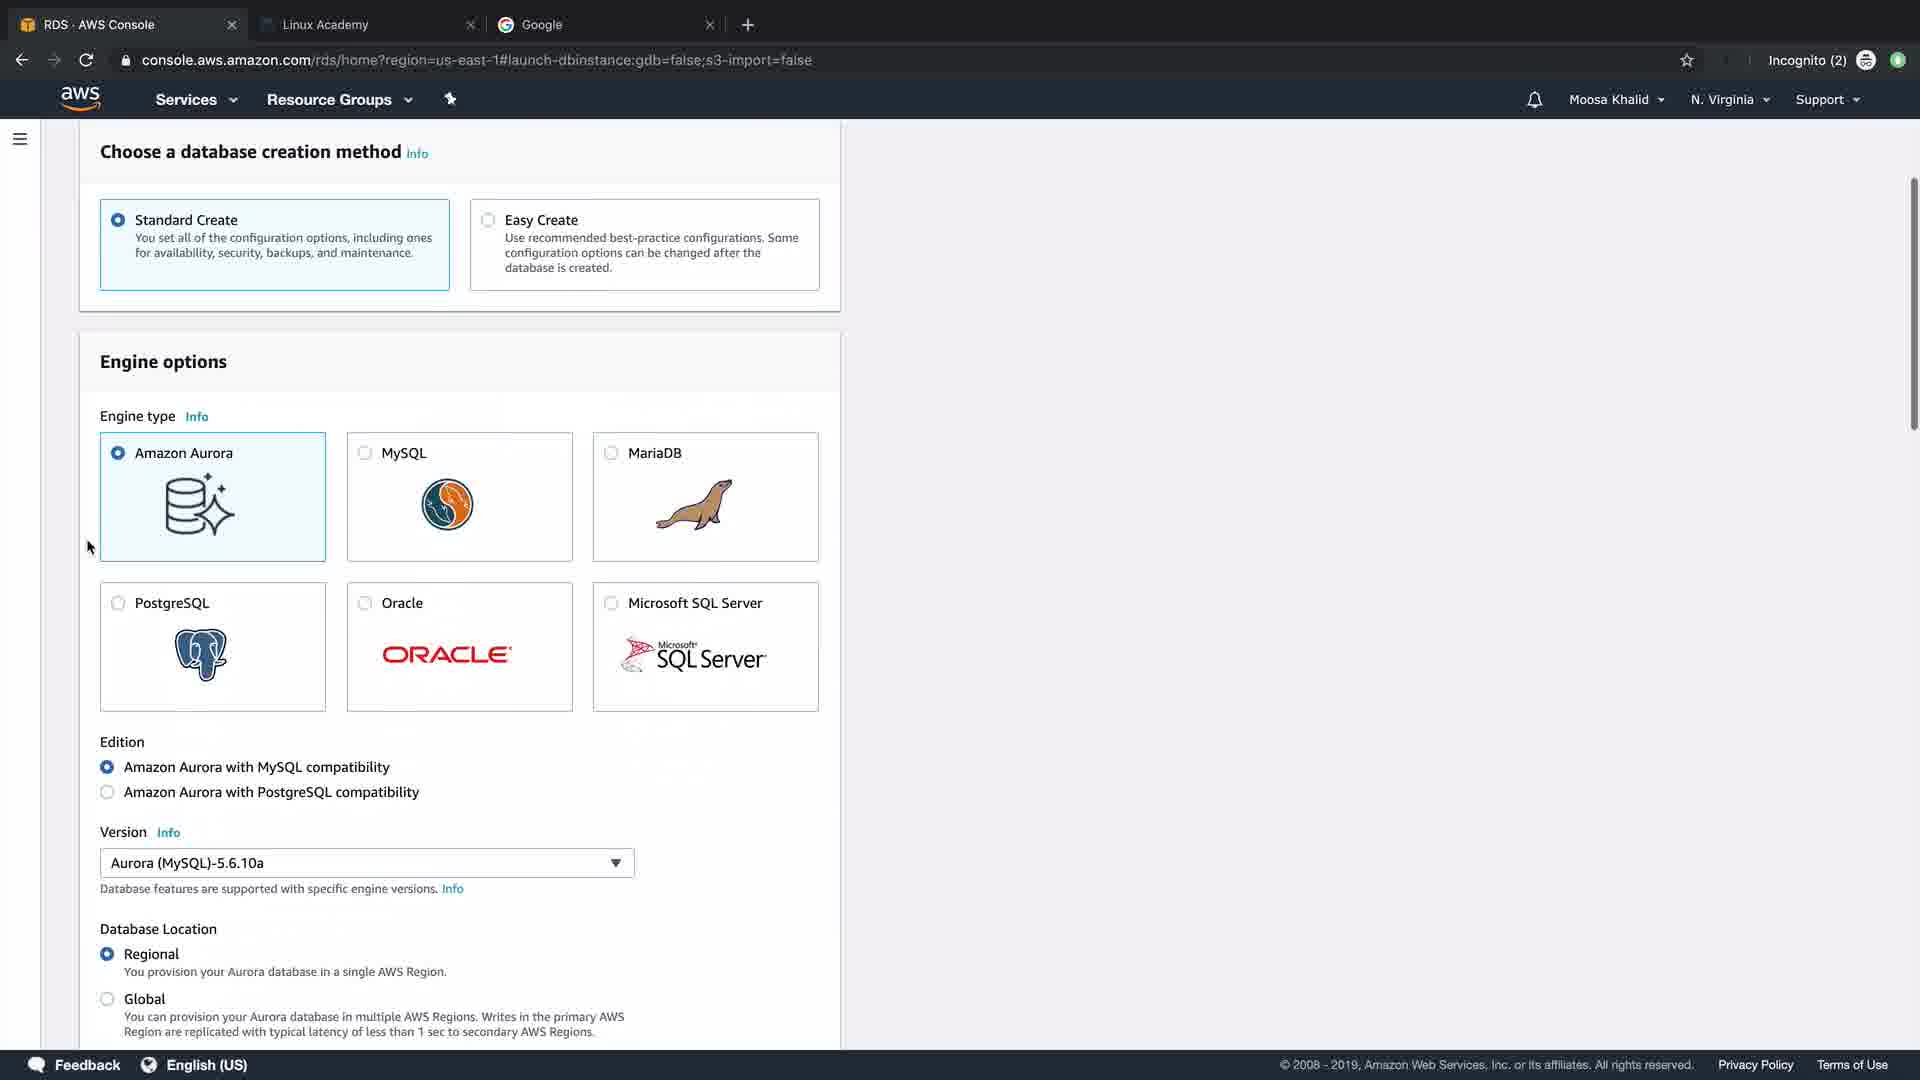 RDS · AWS Console
Linux Academy
Google
console.aws.amazon.com/rds/home?region=us-east-1#launch-dbinstance:gdb=false;s3-import=false
Incognito (2)
aws
Services
Resource Groups
Moosa Khalid
N. Virginia
Support
Choose a database creation method Info
Standard Create
You set all of the configuration options, including ones
for availability, security, backups, and maintenance.
Easy Create
Use recommended best-practice configurations. Some
configuration options can be changed after the
database is created.
Engine options
Engine type Info
Amazon Aurora
MySQL
MariaDB
PostgreSQL
Oracle
ORACLE
Microsoft SQL Server
Microsoft
SQL Server
Edition
Amazon Aurora with MySQL compatibility
Amazon Aurora with PostgreSQL compatibility
Version Info
Aurora (MySQL)-5.6.10a
Database features are supported with specific engine versions. Info
Database Location
Regional
You provision your Aurora database in a single AWS Region.
Global
You can provision your Aurora database in multiple AWS Regions. Writes in the primary AWS
Region are replicated with typical latency of less than 1 sec to secondary AWS Regions.
Feedback
English (US)
© 2008 - 2019, Amazon Web Services, Inc. or its affiliates. All rights reserved.
Privacy Policy
Terms of Use